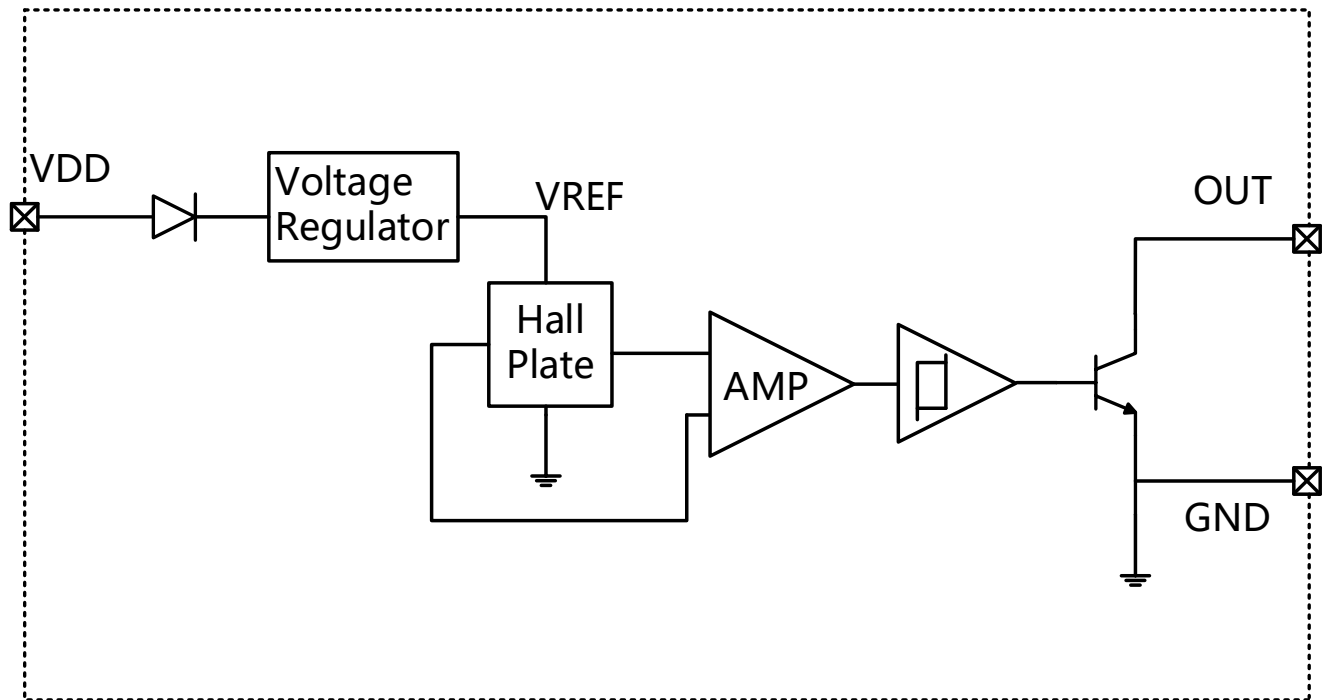 VDD
Voltage
Regulator
VREF
Hall
Plate
AMP
OUT
GND